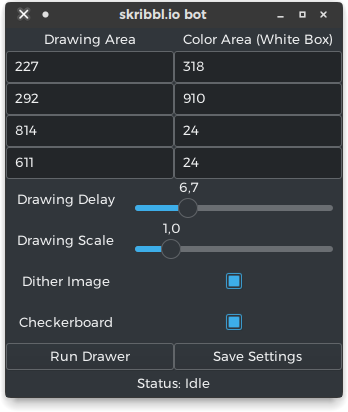 skribbl.io bot
Drawing Area Color Area (White Box)
227 318
292 910
814 24
611 24
6,7
Drawing Delay
1,0
Drawing Scale
Dither Image
Checkerboard
Run Drawer Save Settings
Status: Idle